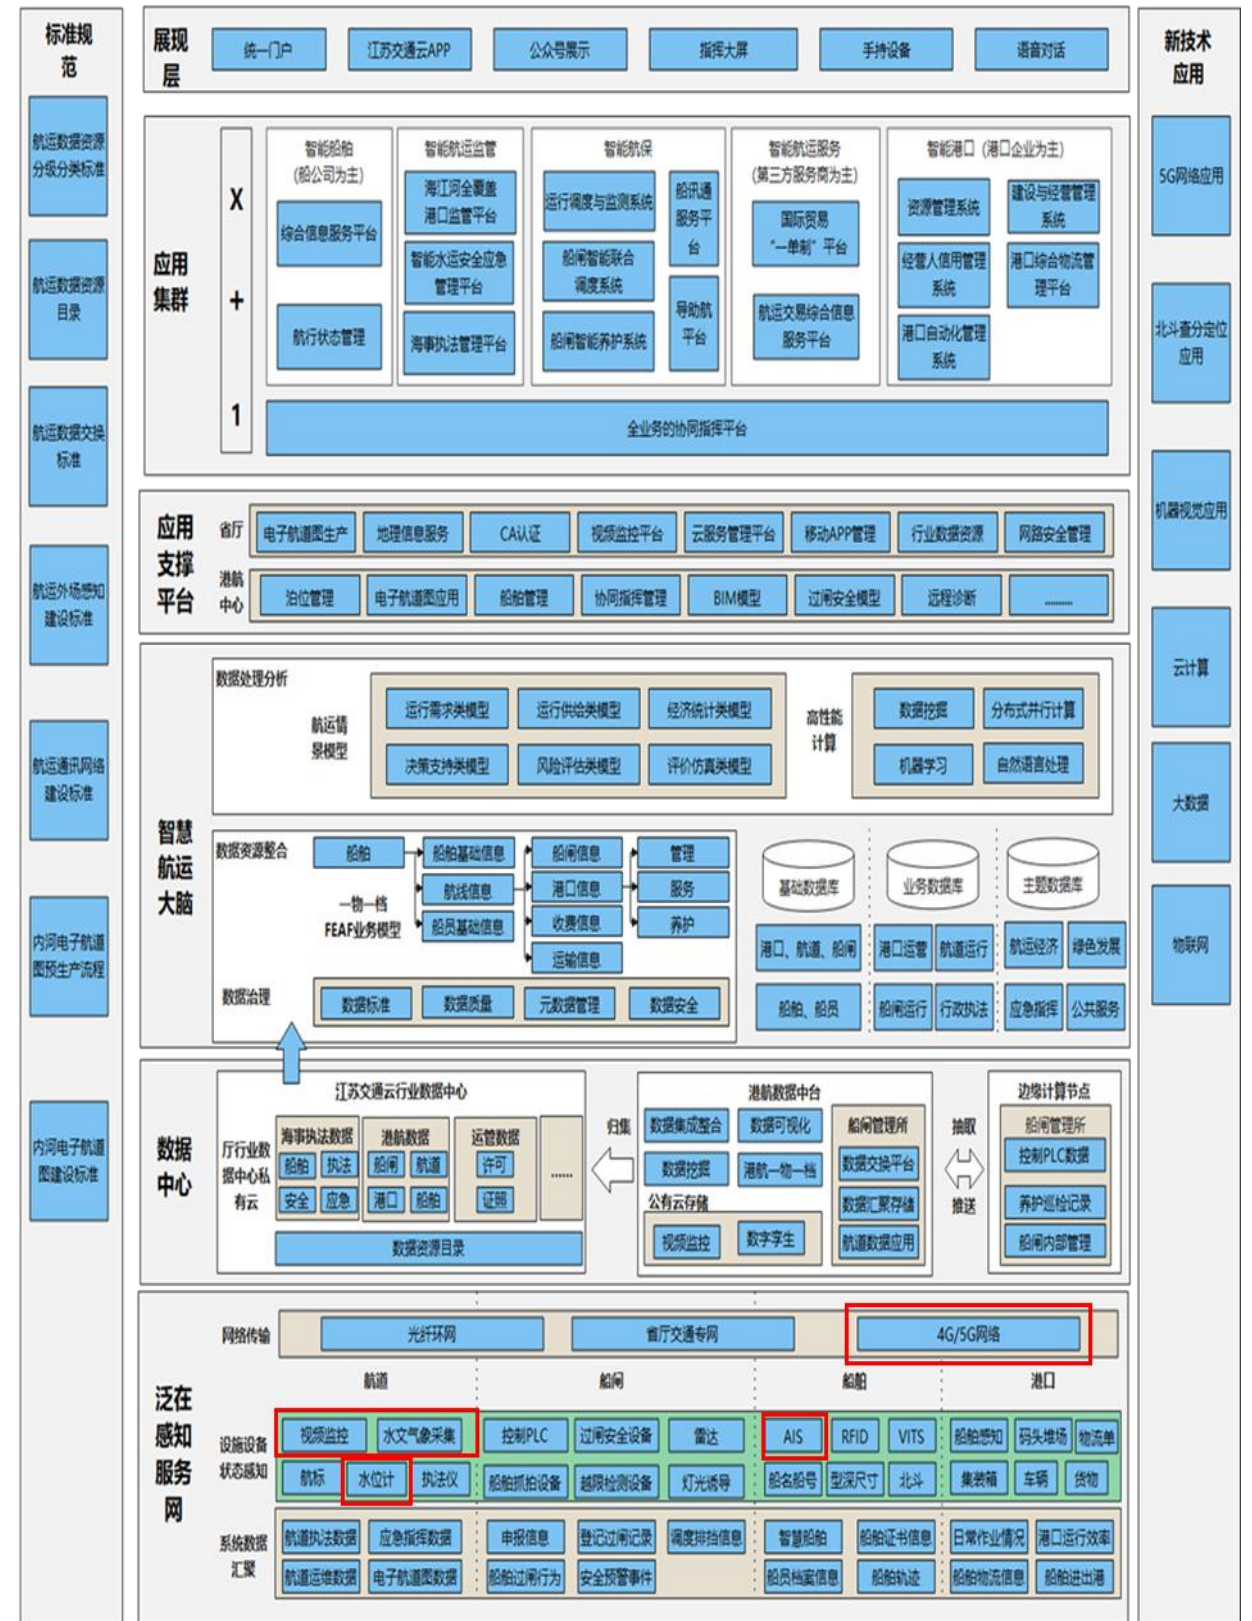 标准规
范
航运数据资源
分级分类标准
航运数据资源
目录
航运数据交换
标准
航运外场感知
建设标准
航运通讯网络
建设标准
内河电子航道
图预生产流程
内河电子航道
图建设标准
展现
层
统一门户
江苏交通云APP
公众号展示
指挥大屏
手持设备
语音对话
应用
集群
X
+
1
智能船舶
(船公司为主)
综合信息服务平台
航行状态管理
智能航运监管
海江河全覆盖
港口监管平台
智能水运安全应急
管理平台
海事执法管理平台
智能航保
运行调度与监测系统
船闸智能联合
调度系统
船闸智能养护系统
船讯通
服务平
台
导助航
平台
智能航运服务
(第三方服务商为主)
国际贸易
“一单制”平台
航运交易综合信息
服务平台
智能港口（港口企业为主）
资源管理系统
建设与经营管理
系统
经营人信用管理
系统
港口综合物流管
理平台
港口自动化管理
系统
全业务的协同指挥平台
应用
支撑
平台
省厅
电子航道图生产
地理信息服务
CA认证
视频监控平台
云服务管理平台
移动APP管理
行业数据资源
网路安全管理
港航
中心
泊位管理
电子航道图应用
船舶管理
协同指挥管理
BIM模型
过闸安全模型
远程诊断
.........
智慧
航运
大脑
数据处理分析
航运情
景模型
运行需求类模型
运行供给类模型
经济统计类模型
决策支持类模型
风险评估类模型
评价仿真类模型
高性能
计算
数据挖掘
分布式并行计算
机器学习
自然语言处理
数据资源整合
一物一档
FEAF业务模型
船舶
船舶基础信息
航线信息
船员基础信息
船闸信息
港口信息
收费信息
运输信息
管理
服务
养护
数据治理
数据标准
数据质量
元数据管理
数据安全
基础数据库
业务数据库
主题数据库
港口、航道、船闸
港口运营
航道运行
航运经济
绿色发展
船舶、船员
船闸运行
行政执法
应急指挥
公共服务
数据
中心
江苏交通云行业数据中心
厅行业数
据中心私
有云
海事执法数据
船舶
执法
安全
应急
港航数据
船闸
航道
港口
船舶
运管数据
许可
证照
......
数据资源目录
归集
港航数据中台
数据集成整合
数据可视化
数据挖掘
港航一物一档
公有云存储
视频监控
数字孪生
船闸管理所
数据交换平台
数据汇聚存储
航道数据应用
抽取
推送
边缘计算节点
船闸管理所
控制PLC数据
养护巡检记录
船闸内部管理
泛在
感知
服务
网
网络传输
光纤环网
省厅交通专网
4G/5G网络
航道
船闸
船舶
港口
设施设备
状态感知
视频监控
水文气象采集
控制PLC
过闸安全设备
雷达
AIS
RFID
VITS
船舶感知
码头堆场
物流单
航标
水位计
执法仪
船舶抓拍设备
越限检测设备
灯光诱导
船名船号
型深尺寸
北斗
集装箱
车辆
货物
系统数据
汇聚
航道执法数据
应急指挥数据
申报信息
登记过闸记录
调度排挡信息
智慧船舶
船舶证书信息
日常作业情况
港口运行效率
航道运维数据
电子航道图数据
船舶过闸行为
安全预警事件
船员档案信息
船舶轨迹
船舶物流信息
船舶进出港
新技术
应用
5G网络应用
北斗查分定位
应用
机器视觉应用
云计算
大数据
物联网